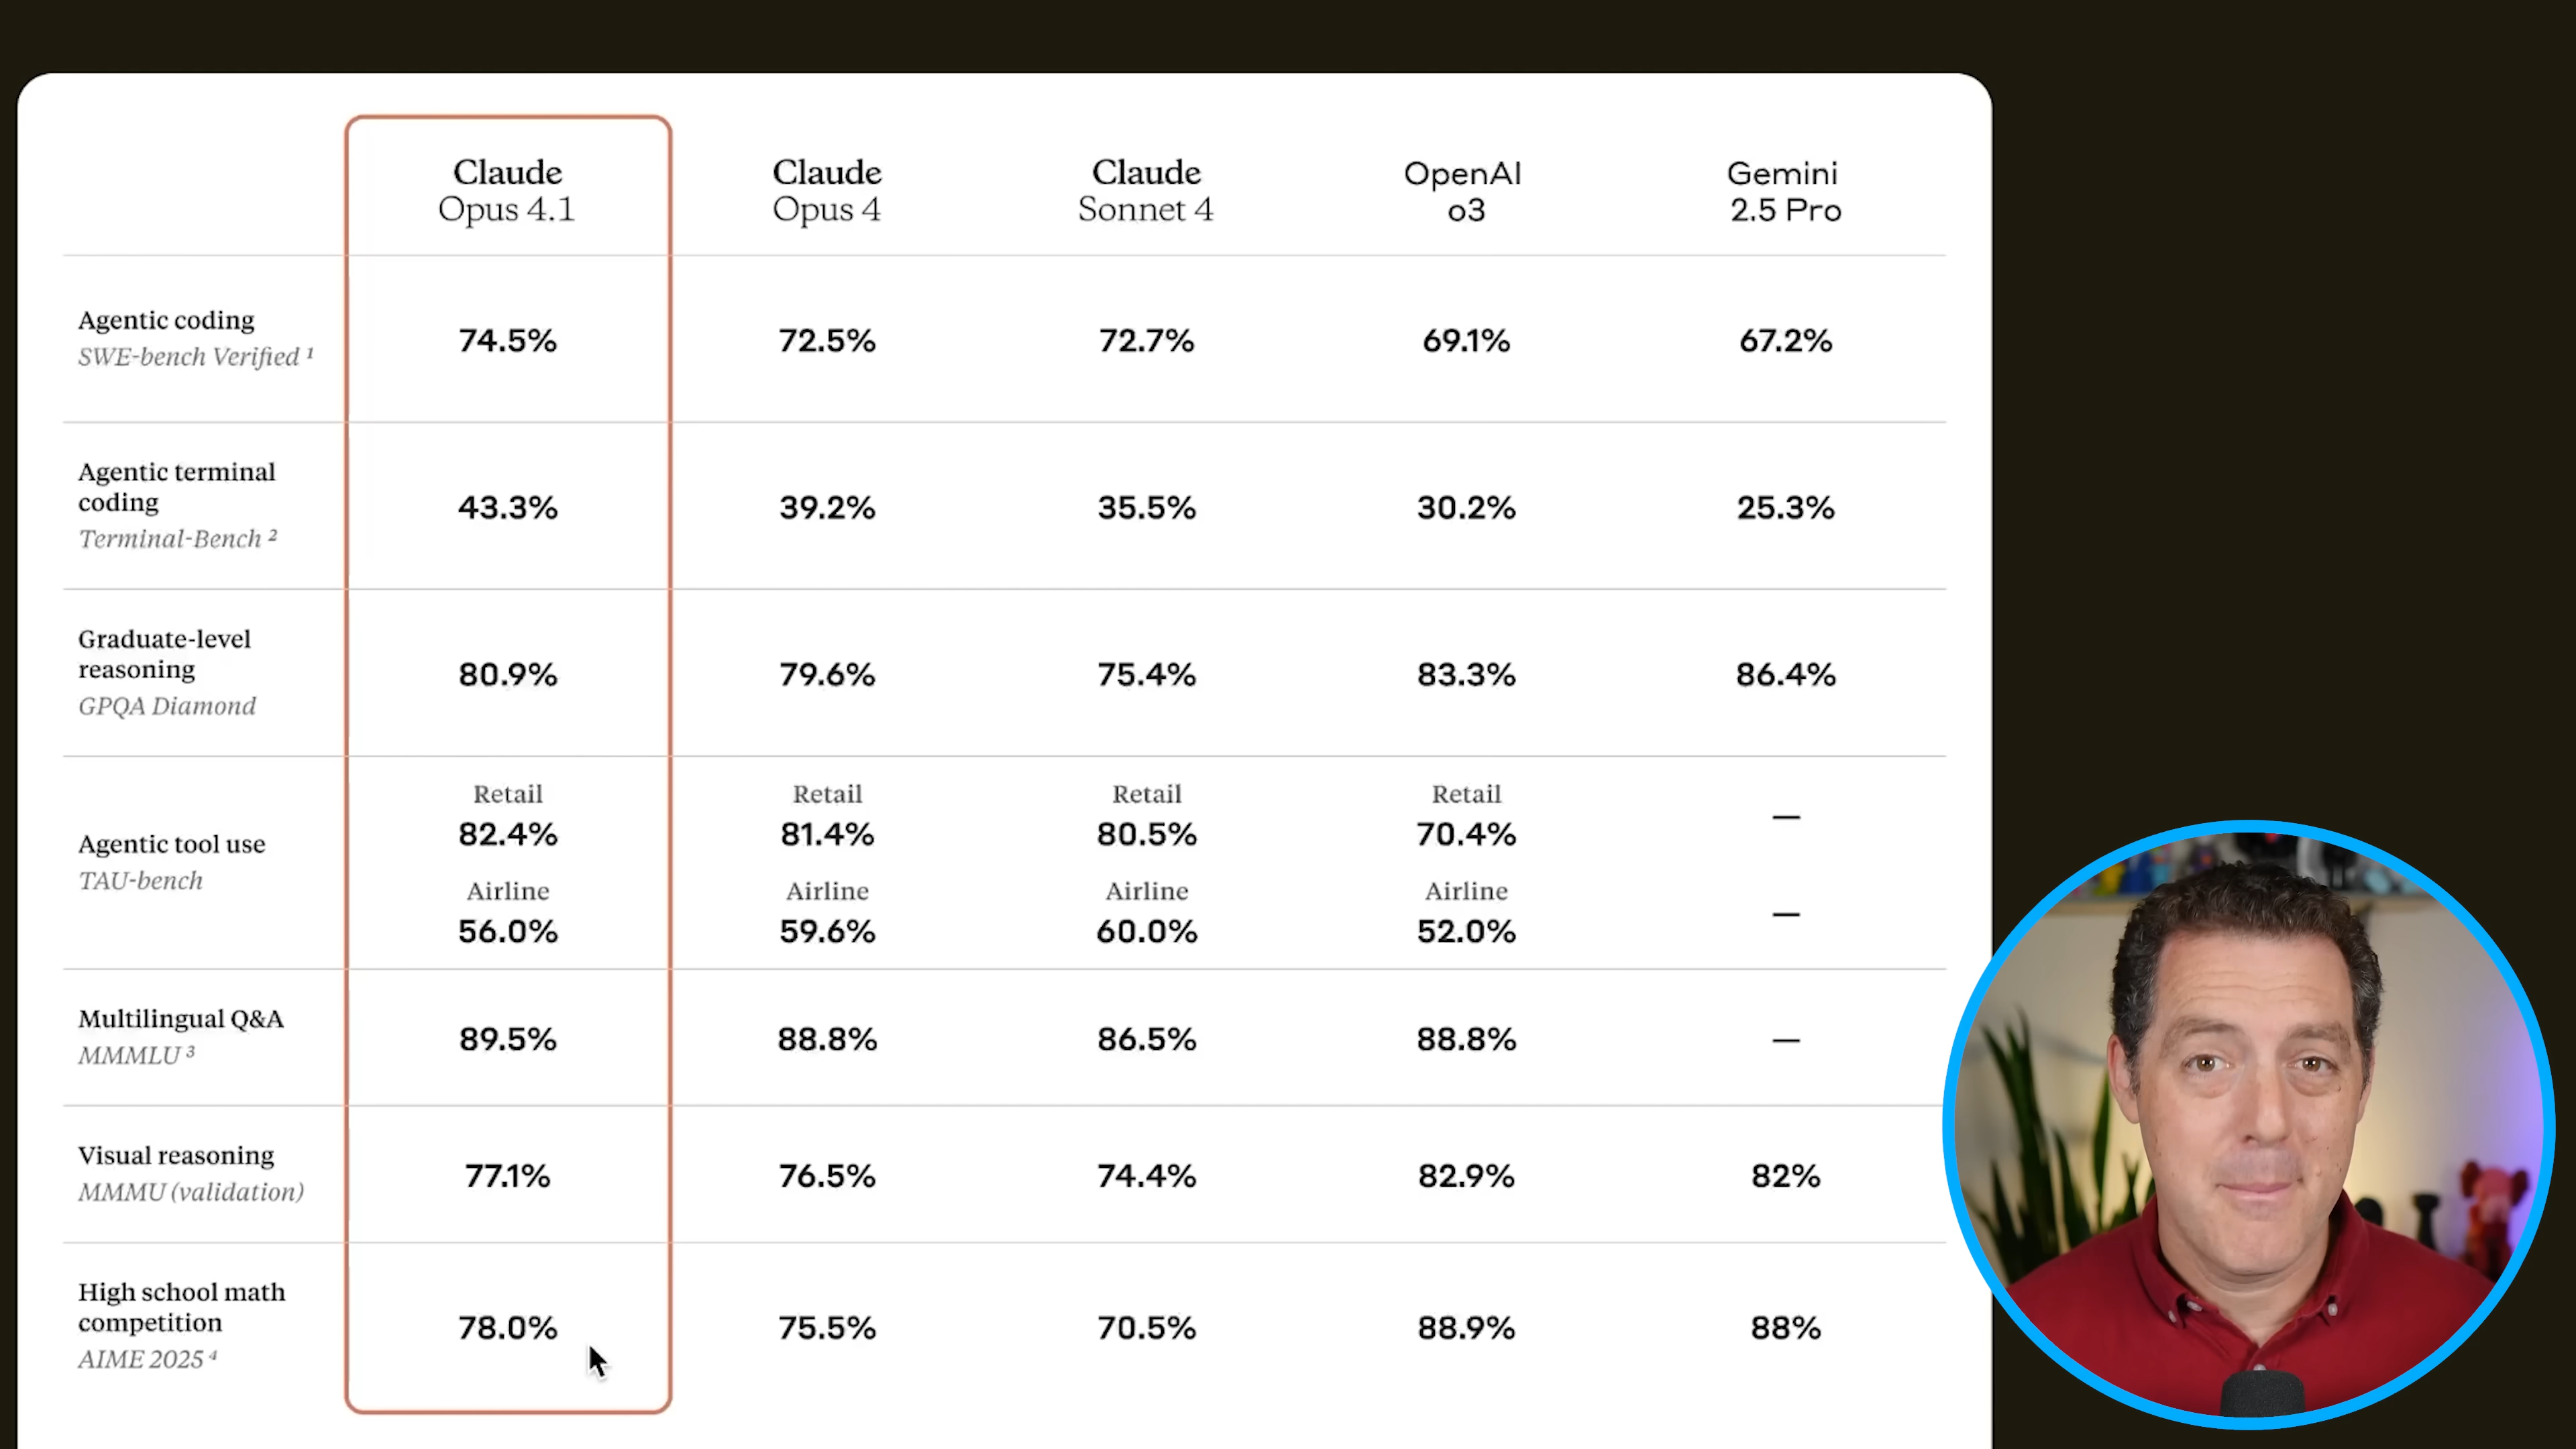 Claude
Opus 4.1
Claude
Opus 4
Claude
Sonnet 4
OpenAI
o3
Gemini
2.5 Pro
Agentic coding
SWE-bench Verified ¹
74.5%
72.5%
72.7%
69.1%
67.2%
Agentic terminal
coding
Terminal-Bench ²
43.3%
39.2%
35.5%
30.2%
25.3%
Graduate-level
reasoning
GPQA Diamond
80.9%
79.6%
75.4%
83.3%
86.4%
Agentic tool use
TAU-bench
Retail
82.4%
Airline
56.0%
Retail
81.4%
Airline
59.6%
Retail
80.5%
Airline
60.0%
Retail
70.4%
Airline
52.0%
—
—
Multilingual Q&A
MMMLU ³
89.5%
88.8%
86.5%
88.8%
—
Visual reasoning
MMMU (validation)
77.1%
76.5%
74.4%
82.9%
82%
High school math
competition
AIME 2025 ⁴
78.0%
75.5%
70.5%
88.9%
88%